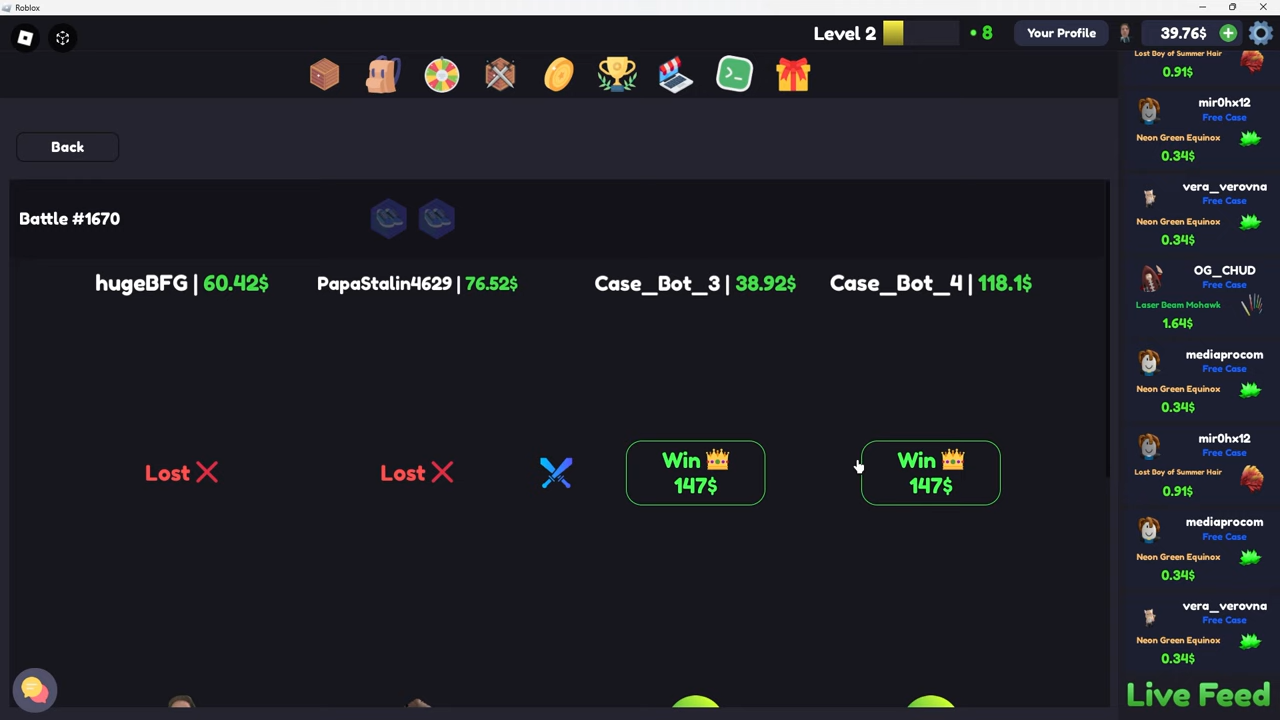 Roblox
Level 2
• 8
Your Profile
39.76$
Back
Battle #1670
hugeBFG | 60.42$
PapaStalin4629 | 76.52$
Case_Bot_3 | 38.92$
Case_Bot_4 | 118.1$
Lost
Lost
Win
147$
Win
147$
Lost Boy of Summer Hair
0.91$
mir0hx12
Free Case
Neon Green Equinox
0.34$
vera_verovna
Free Case
Neon Green Equinox
0.34$
OG_CHUD
Free Case
Laser Beam Mohawk
1.64$
mediaprocom
Free Case
Neon Green Equinox
0.34$
mir0hx12
Free Case
Lost Boy of Summer Hair
0.91$
mediaprocom
Free Case
Neon Green Equinox
0.34$
vera_verovna
Free Case
Neon Green Equinox
0.34$
Live Feed